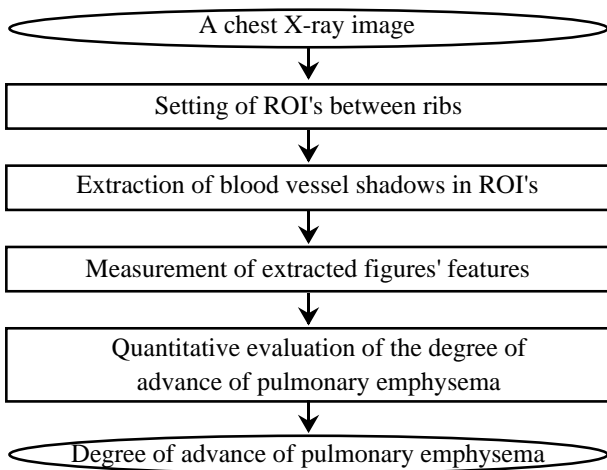 A chest X-ray image
Setting of ROI's between ribs
Extraction of blood vessel shadows in ROI's
Measurement of extracted figures' features
Quantitative evaluation of the degree of
advance of pulmonary emphysema
Degree of advance of pulmonary emphysema